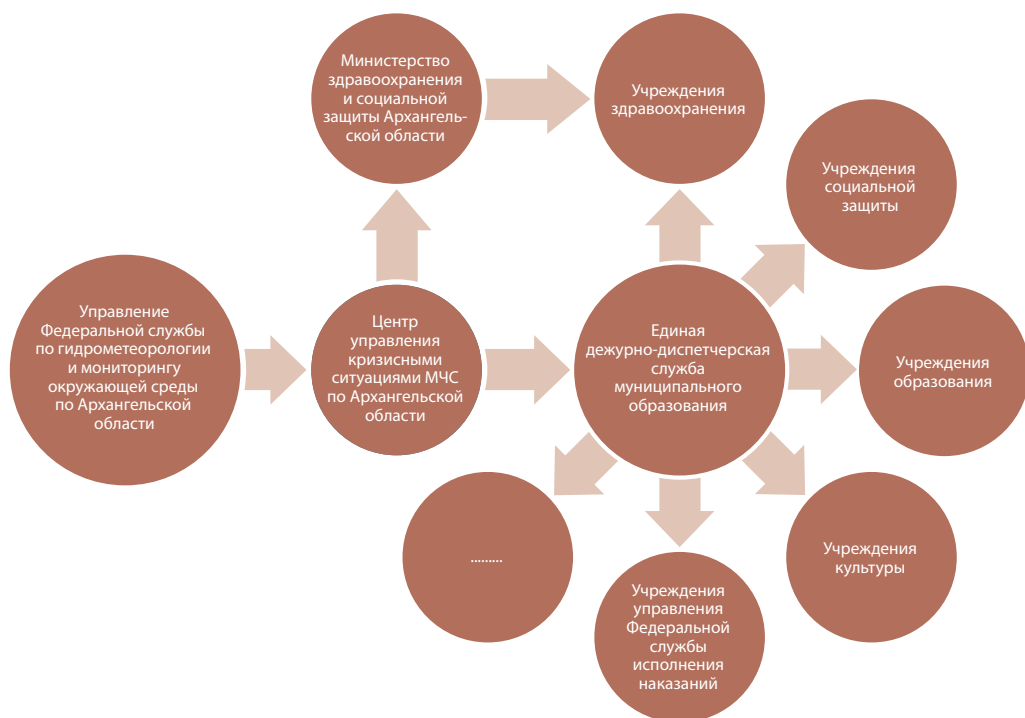 Министерство
здравоохранения
и социальной
защиты Архангель-
ской области
Учреждения
здравоохранения
Учреждения
социальной
защиты
Управление
Федеральной службы
по гидрометеорологии
и мониторингу
окружающей среды
по Архангельской
области
Центр
управления
кризисными
ситуациями МЧС
по Архангельской
области
Единая
дежурно-диспетчерская
служба
муниципального
образования
Учреждения
образования
.........
Учреждения
управления
Федеральной
службы
исполнения
наказаний
Учреждения
культуры